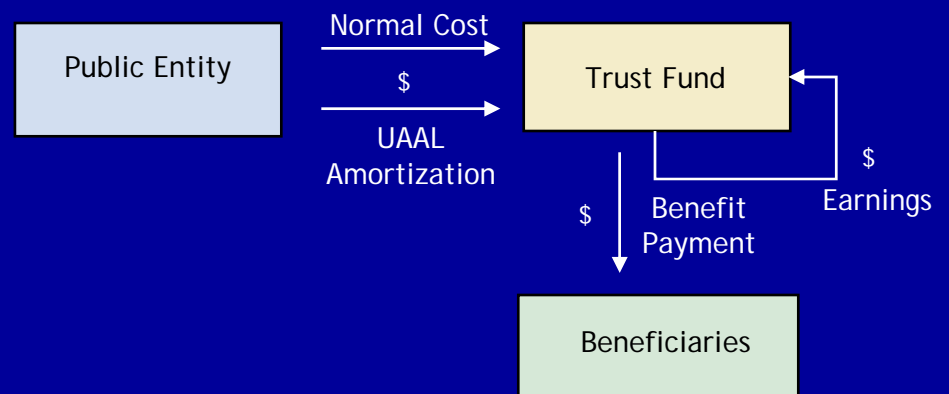 Normal Cost
Public Entity
$
Trust Fund
UAAL
Amortization
$
Earnings
$
Benefit
Payment
Beneficiaries